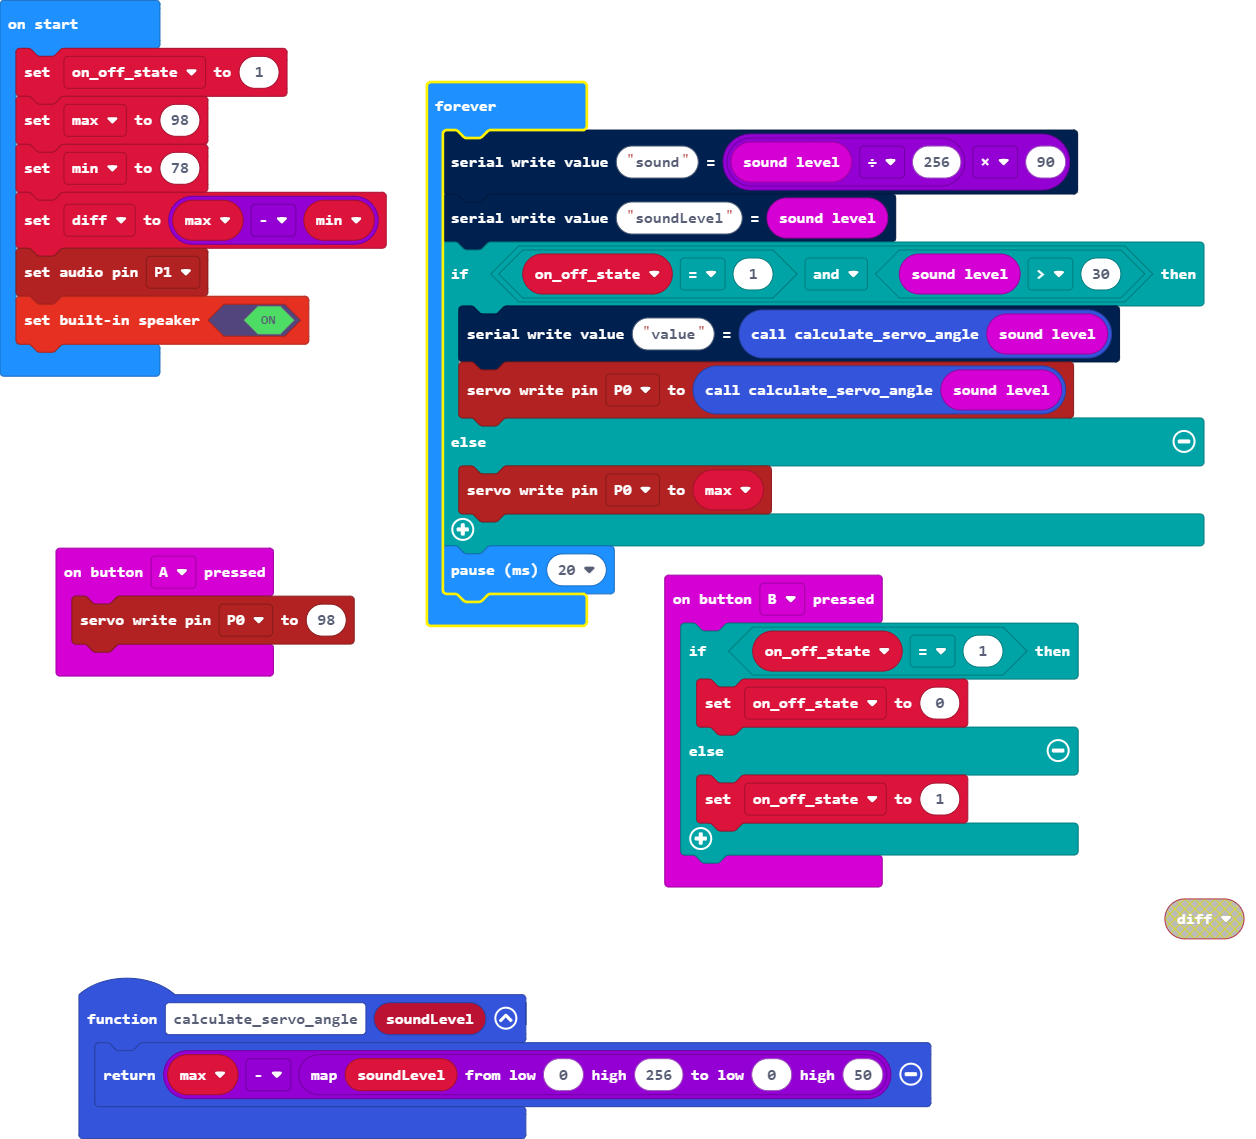 on start
set on_off_state to 1
set max to 98
set min to 78
set diff to max - min
set audio pin P1
set built-in speaker ON
forever
serial write value "sound" = sound level ÷ 256 × 90
serial write value "soundLevel" = sound level
if on_off_state = 1 and sound level > 30 then
serial write value "value" = call calculate_servo_angle sound level
servo write pin P0 to call calculate_servo_angle sound level
else
servo write pin P0 to max
pause (ms) 20
on button A pressed
servo write pin P0 to 98
on button B pressed
if on_off_state = 1 then
set on_off_state to 0
else
set on_off_state to 1
diff
function calculate_servo_angle soundLevel
return max - map soundLevel from low 0 high 256 to low 0 high 50